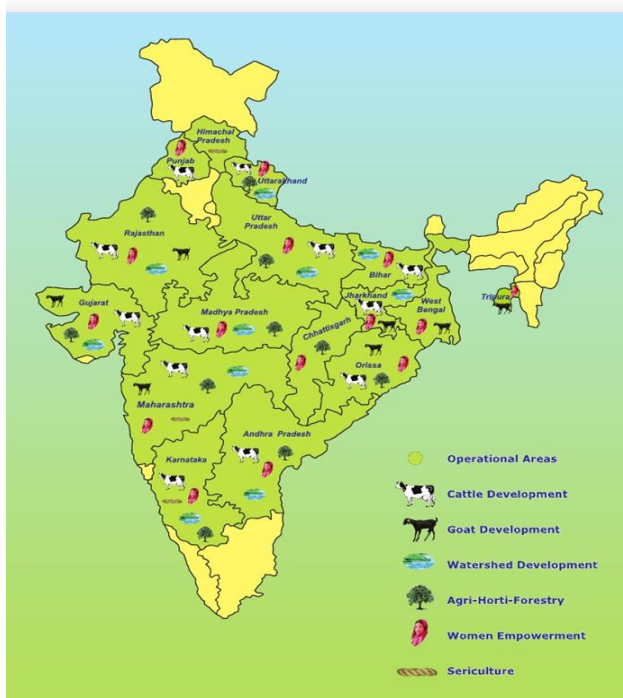 Himachal
Pradesh
Punjab
Uttarakhand
Uttar
Pradesh
Rajasthan
Bihar
Jharkhand
West
Bengal
Tripura
Gujarat
Madhya Pradesh
Chhattisgarh
Orissa
Maharashtra
Andhra Pradesh
Karnataka
Operational Areas
Cattle Development
Goat Development
Watershed Development
Agri-Horti-Forestry
Women Empowerment
Sericulture